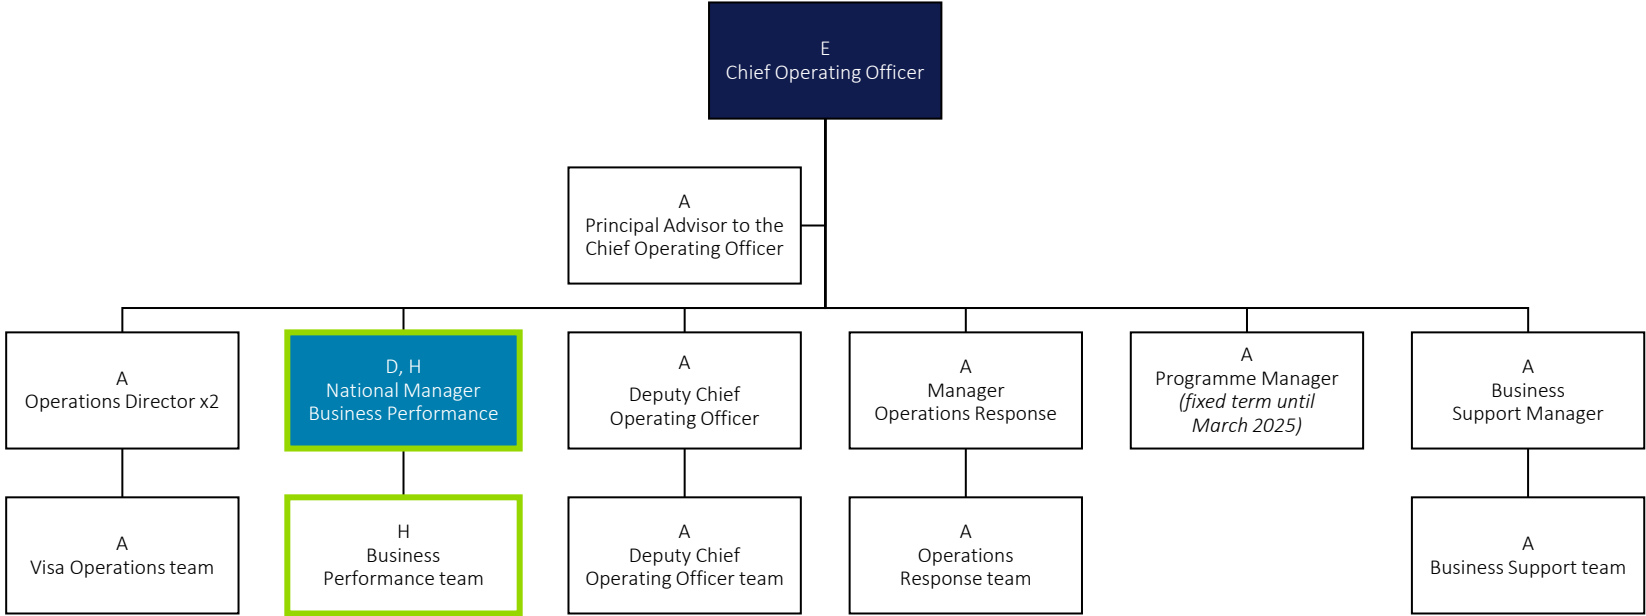 E
Chief Operating Officer
A
Principal Advisor to the
Chief Operating Officer
A
Operations Director x2
D, H
National Manager
Business Performance
A
Deputy Chief
Operating Officer
A
Manager
Operations Response
A
Programme Manager
(fixed term until
March 2025)
A
Business
Support Manager
A
Visa Operations team
H
Business
Performance team
A
Deputy Chief
Operating Officer team
A
Operations
Response team
A
Business Support team